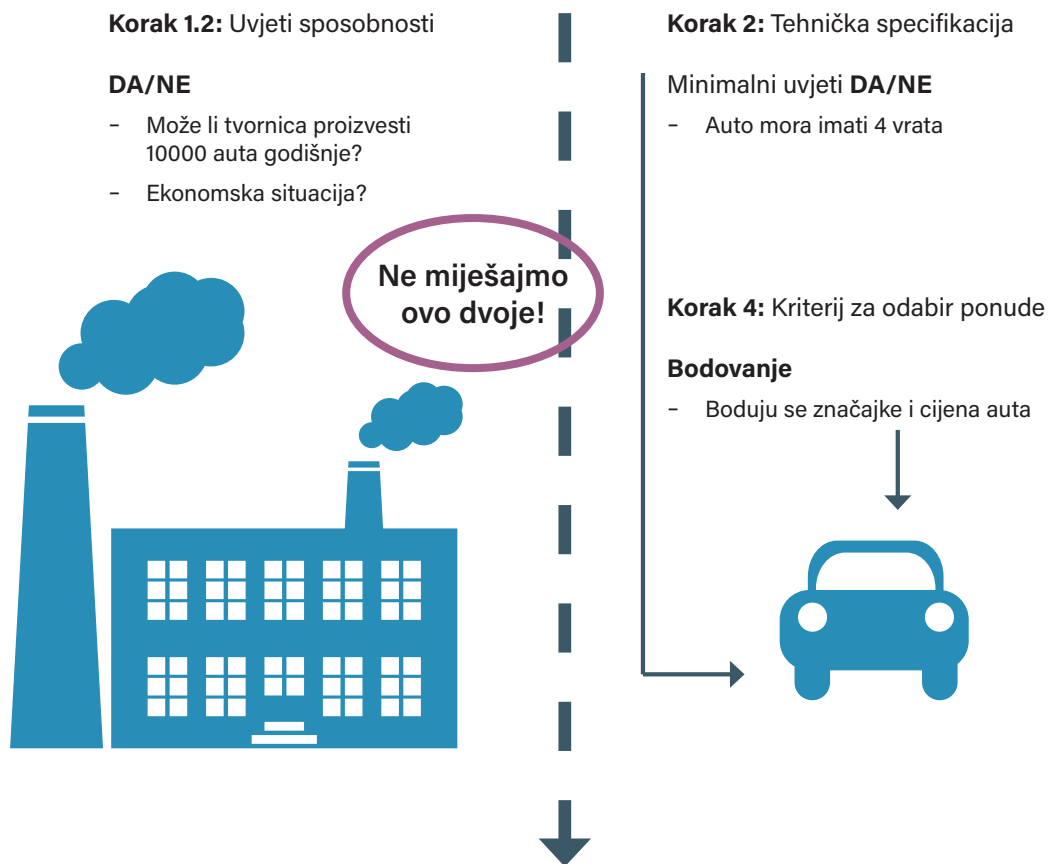 Korak 1.2: Uvjeti sposobnosti
DA/NE
– Može li tvornica proizvesti
10000 auta godišnje?
– Ekonomska situacija?
Ne miješajmo
ovo dvoje!
Korak 2: Tehnička specifikacija
Minimalni uvjeti DA/NE
– Auto mora imati 4 vrata
Korak 4: Kriterij za odabir ponude
Bodovanje
– Boduju se značajke i cijena auta